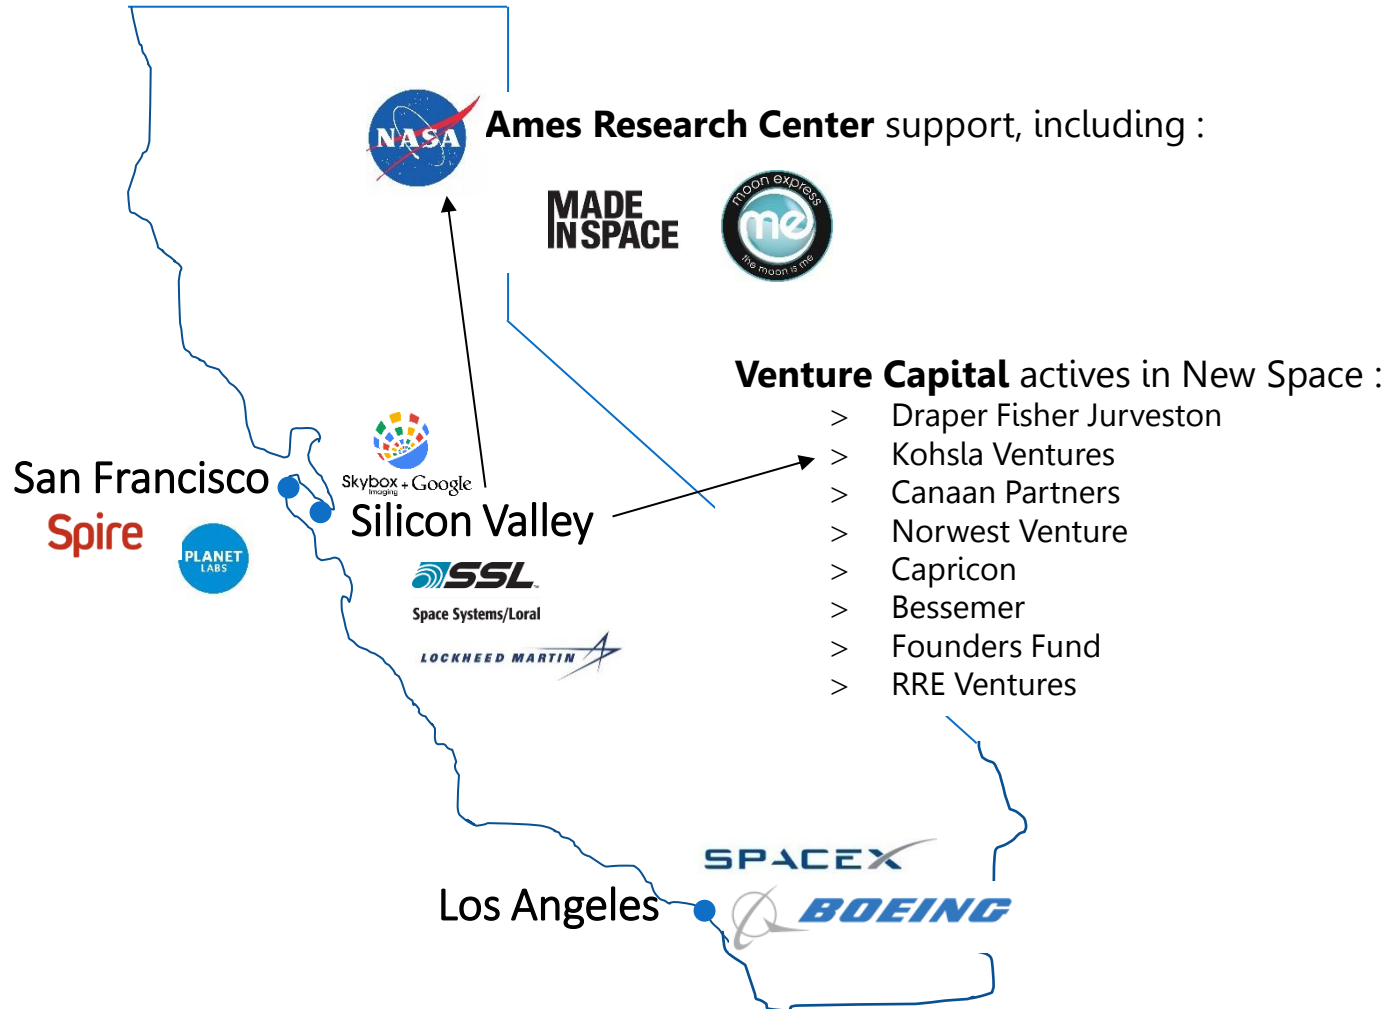 NASA
Ames Research Center support, including :
MADE
IN SPACE
moon express
me
the moon is me
Venture Capital actives in New Space :
> Draper Fisher Jurveston
> Kohsla Ventures
> Canaan Partners
> Norwest Venture
> Capricon
> Bessemer
> Founders Fund
> RRE Ventures
Skybox + Google
Imaging
San Francisco
Silicon Valley
Spire
PLANET
LABS
SSL
Space Systems/Loral
LOCKHEED MARTIN
SPACEX
Los Angeles
BOEING